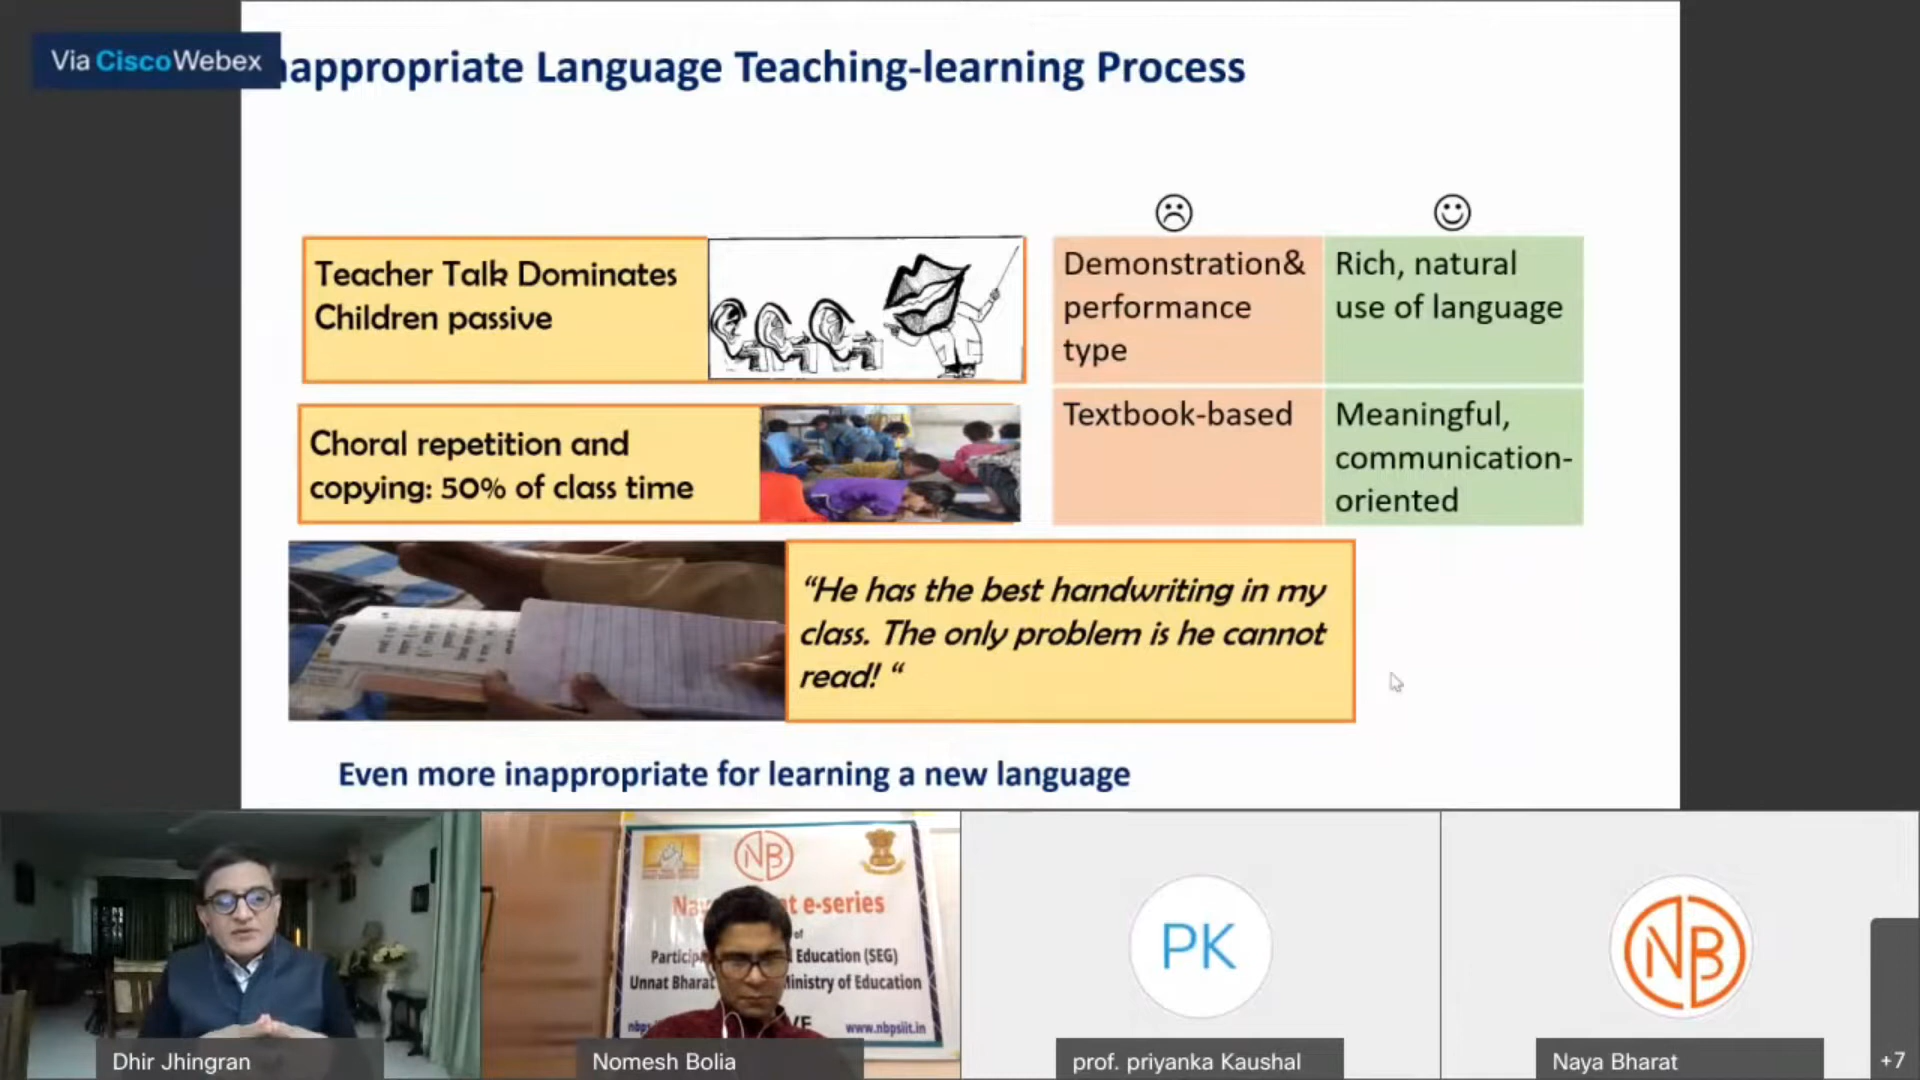 Via CiscoWebex
nappropriate Language Teaching-learning Process
Teacher Talk Dominates
Children passive
Demonstration&
performance
type
Rich, natural
use of language
Choral repetition and
copying: 50% of class time
Textbook-based
Meaningful,
communication-
oriented
"He has the best handwriting in my
class. The only problem is he cannot
read! "
Even more inappropriate for learning a new language
NB
e-series
of
Education (SEG)
Unnat Bharat Ministry of Education
www.nbpsiit.in
PK
NB
Dhir Jhingran
Nomesh Bolia
prof. priyanka Kaushal
Naya Bharat
+7